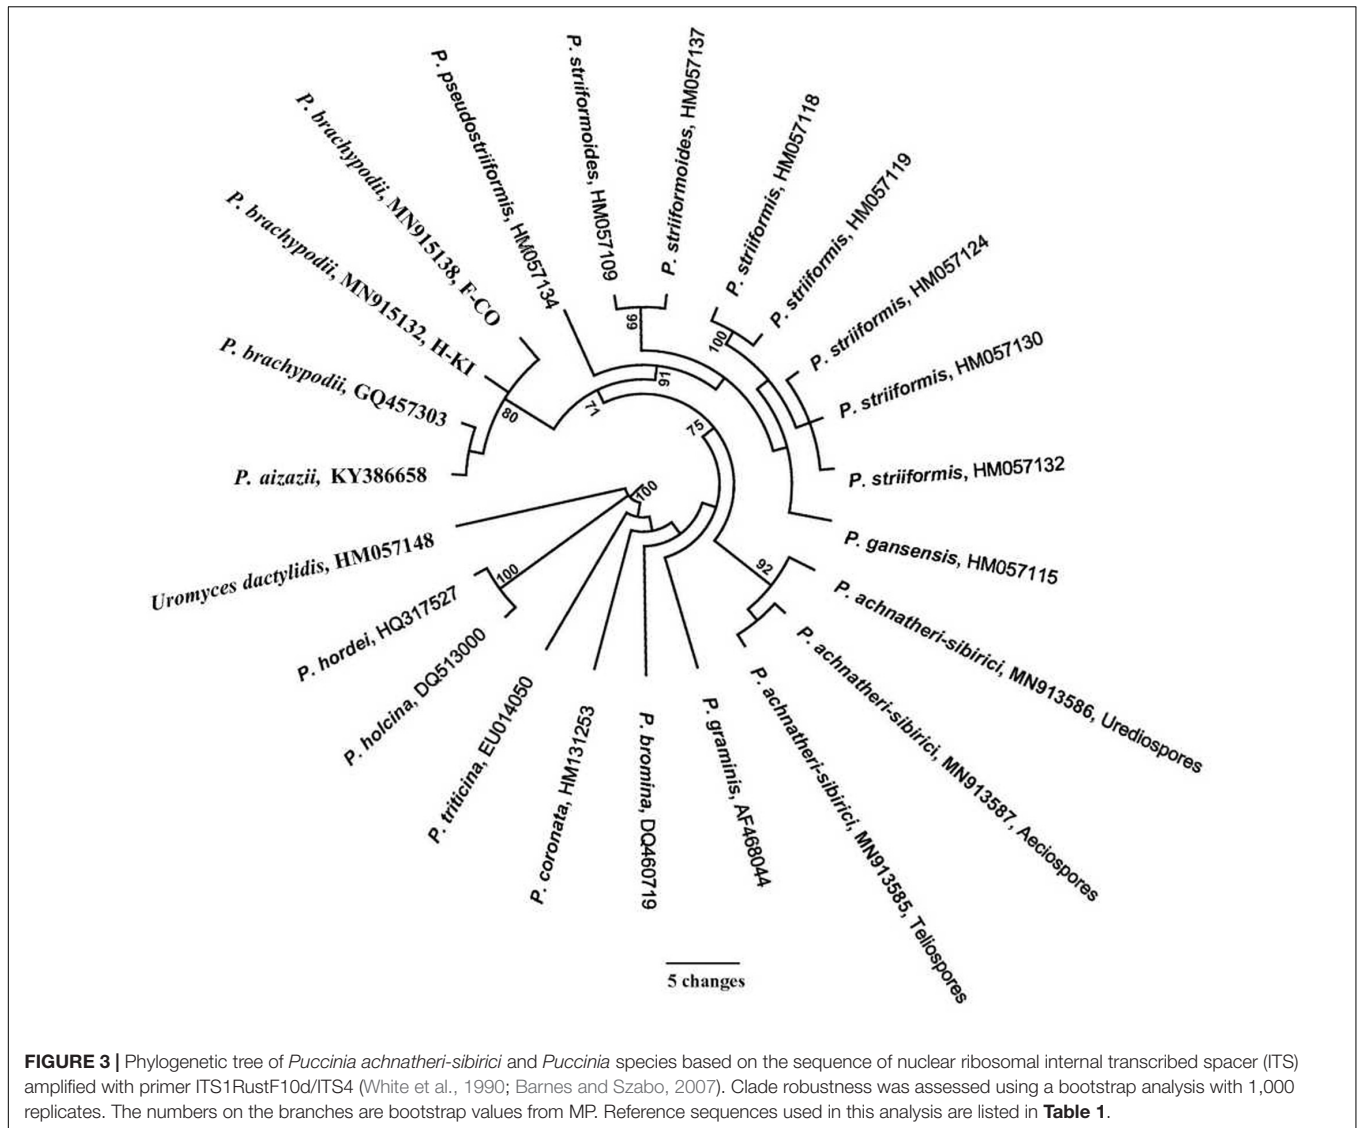 P. pseudostriiformis, HM057134
P. striiformoides, HM057109
P. striiformoides, HM057137
P. striiformis, HM057118
P. striiformis, HM057119
P. striiformis, HM057124
P. striiformis, HM057130
P. striiformis, HM057132
P. gansensis, HM057115
P. achnatheri-sibirici, MN913586, Urediospores
P. achnatheri-sibirici, MN913587, Aeciospores
P. achnatheri-sibirici, MN913585, Teliospores
P. graminis, AF468044
P. bromina, DQ460719
P. coronata, HM131253
P. triticina, EU014050
P. holcina, DQ513000
P. hordei, HQ317527
Uromyces dactylidis, HM057148
P. aizazii, KY386658
P. brachypodii, GQ457303
P. brachypodii, MN915132, H-KI
P. brachypodii, MN915138, F-CO
99
100
91
71
75
80
100
100
92
5 changes
FIGURE 3 | Phylogenetic tree of Puccinia achnatheri-sibirici and Puccinia species based on the sequence of nuclear ribosomal internal transcribed spacer (ITS)
amplified with primer ITS1RustF10d/ITS4 (White et al., 1990; Barnes and Szabo, 2007). Clade robustness was assessed using a bootstrap analysis with 1,000
replicates. The numbers on the branches are bootstrap values from MP. Reference sequences used in this analysis are listed in Table 1.